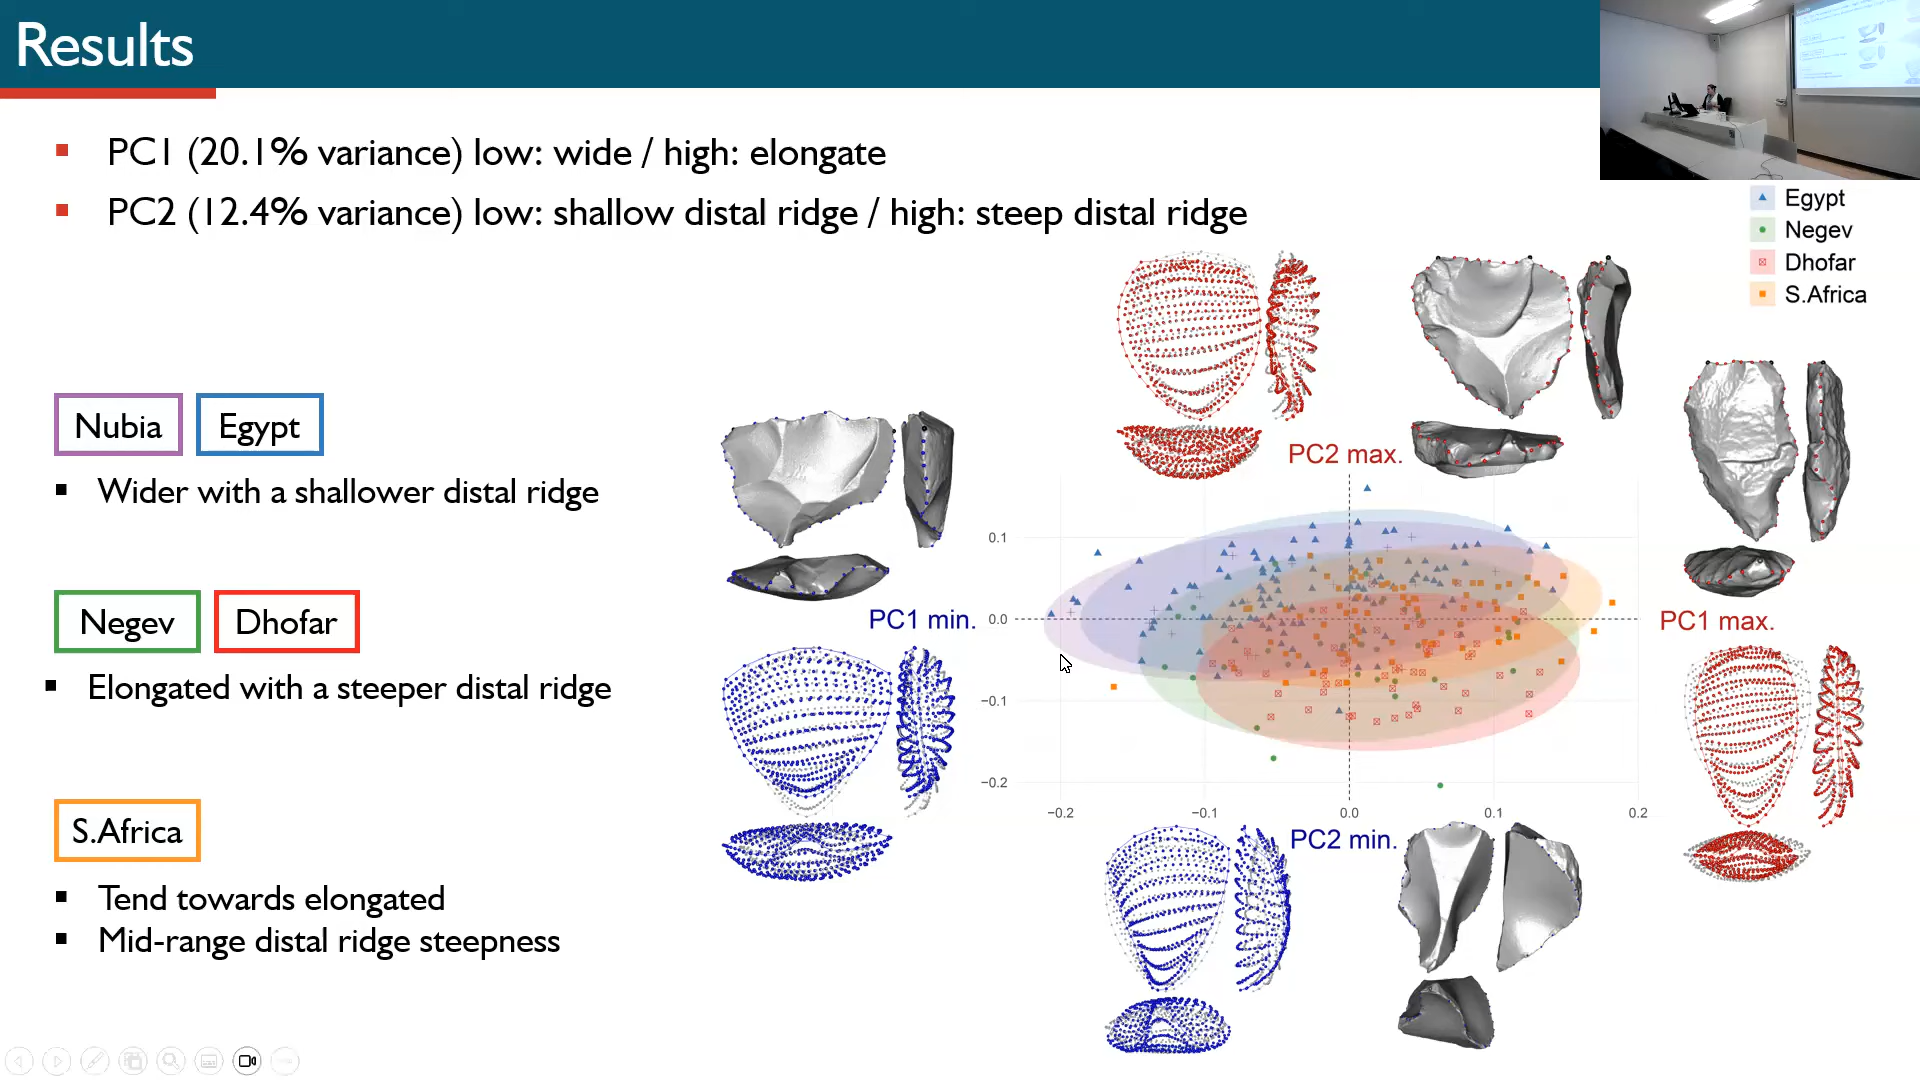 Results
PC1 (20.1% variance) low: wide / high: elongate
PC2 (12.4% variance) low: shallow distal ridge / high: steep distal ridge
Egypt
Negev
Dhofar
S.Africa
Nubia
Egypt
Wider with a shallower distal ridge
Negev
Dhofar
Elongated with a steeper distal ridge
S.Africa
Tend towards elongated
Mid-range distal ridge steepness
PC2 max.
PC1 min.
PC1 max.
PC2 min.
0.1
0.0
−0.1
−0.2
−0.2
−0.1
0.0
0.1
0.2